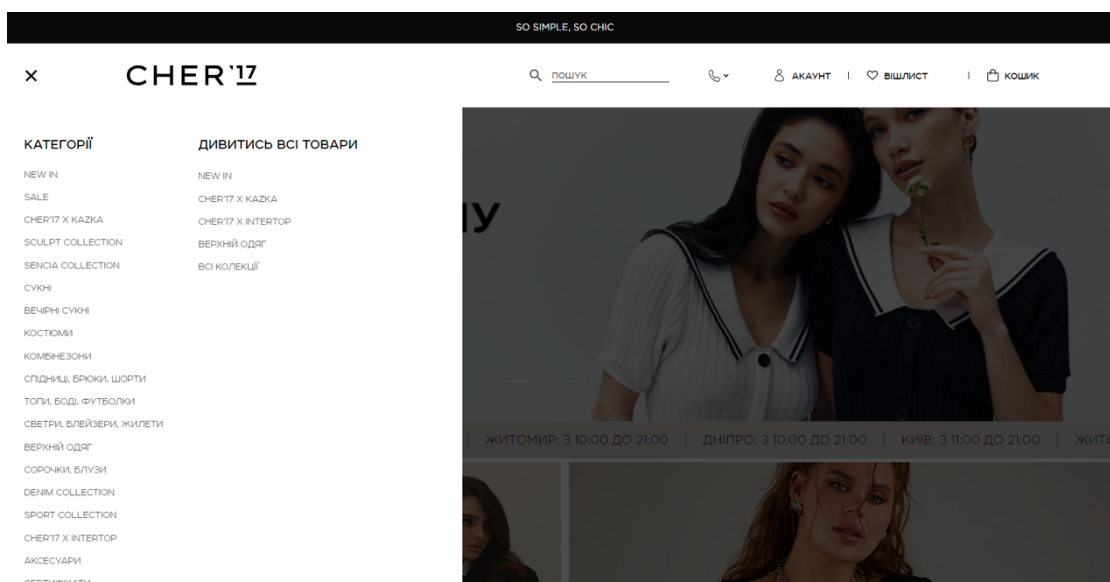 SO SIMPLE, SO CHIC
CHER'17
ПОШУК
АКАУНТ
ВІШЛИСТ
КОШИК
КАТЕГОРІЇ
NEW IN
SALE
CHER'17 X KAZKA
SCULPT COLLECTION
SENCIA COLLECTION
СУКНІ
ВЕЧІРНІ СУКНІ
КОСТЮМИ
КОМБІНЕЗОНИ
СПІДНИЦІ, БРЮКИ, ШОРТИ
ТОПИ, БОДІ, ФУТБОЛКИ
СВЕТРИ, БЛЕЙЗЕРИ, ЖИЛЕТИ
ВЕРХНІЙ ОДЯГ
СОРОЧКИ, БЛУЗИ
DENIM COLLECTION
SPORT COLLECTION
CHER'17 X INTERTOP
АКСЕСУАРИ
СЕРТИФІКАТИ
ДИВИТИСЬ ВСІ ТОВАРИ
NEW IN
CHER'17 X KAZKA
CHER'17 X INTERTOP
ВЕРХНІЙ ОДЯГ
ВСІ КОЛЕКЦІЇ
| ЖИТОМИР: З 10:00 ДО 21:00 | ДНІПРО: З 10:00 ДО 21:00 | КИЇВ: З 11:00 ДО 21:00 |